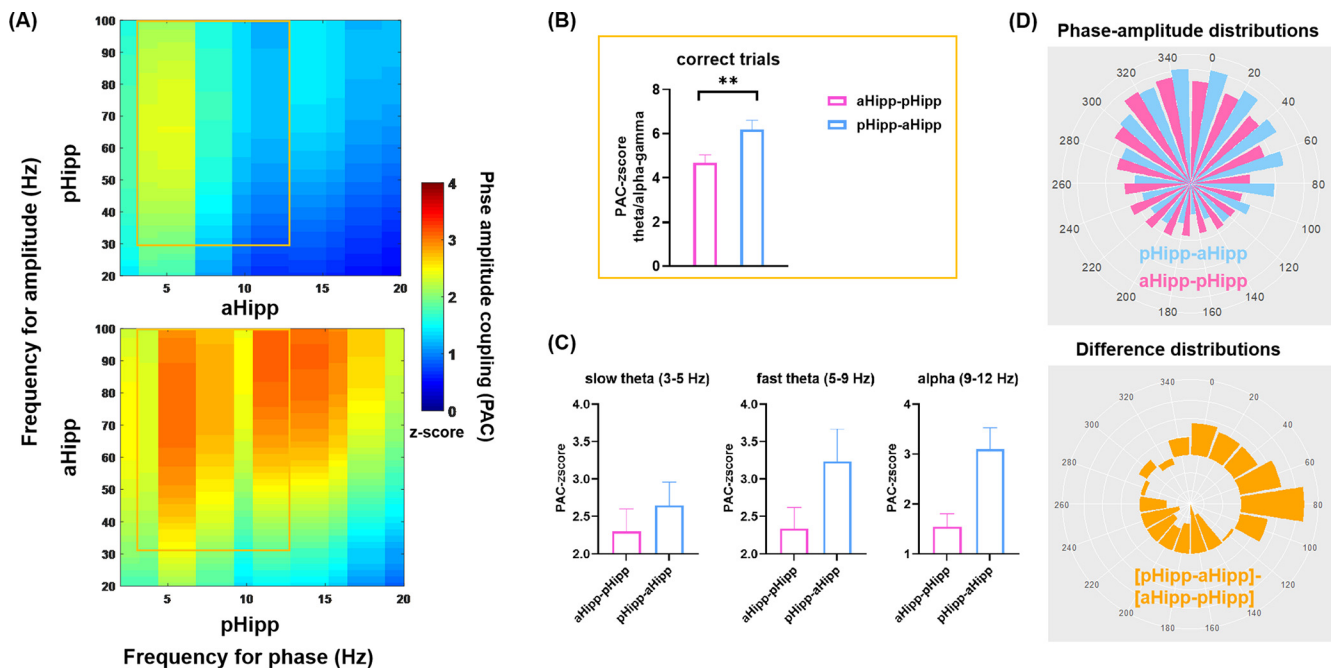 (A)
Frequency for amplitude (Hz)
pHipp
100
90
80
70
60
50
40
30
20
5
10
15
20
aHipp
aHipp
100
90
80
70
60
50
40
30
20
5
10
15
20
pHipp
Frequency for phase (Hz)
4
3
2
1
0
z-score
Phase amplitude
coupling (PAC)
(B)
correct trials
**
PAC-zscore
theta/alpha-gamma
8
6
4
2
0
aHipp-pHipp
pHipp-aHipp
(C)
slow theta (3-5 Hz)
PAC-zscore
4.0
3.5
3.0
2.5
2.0
aHipp-pHipp
pHipp-aHipp
fast theta (5-9 Hz)
PAC-zscore
4.0
3.5
3.0
2.5
2.0
aHipp-pHipp
pHipp-aHipp
alpha (9-12 Hz)
PAC-zscore
4
3
2
1
aHipp-pHipp
pHipp-aHipp
(D)
Phase-amplitude distributions
0
20
40
60
80
100
120
140
160
180
200
220
240
260
280
300
320
340
pHipp-aHipp
aHipp-pHipp
Difference distributions
0
20
40
60
80
100
120
140
160
180
200
220
240
260
280
300
320
340
[pHipp-aHipp]-
[aHipp-pHipp]